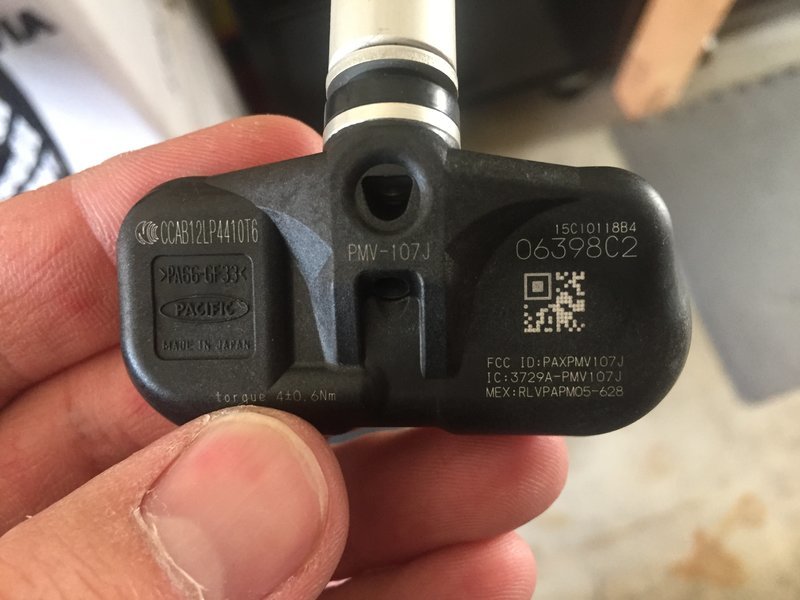 CCAB12LP4410T6
>PA66-GF33<
PACIFIC
MADE IN JAPAN
torque 4±0.6Nm
PMV-107J
15C10118B4
06398C2
FCC ID:PAXPMV107J
IC:3729A-PMV107J
MEX:RLVPAPM05-628